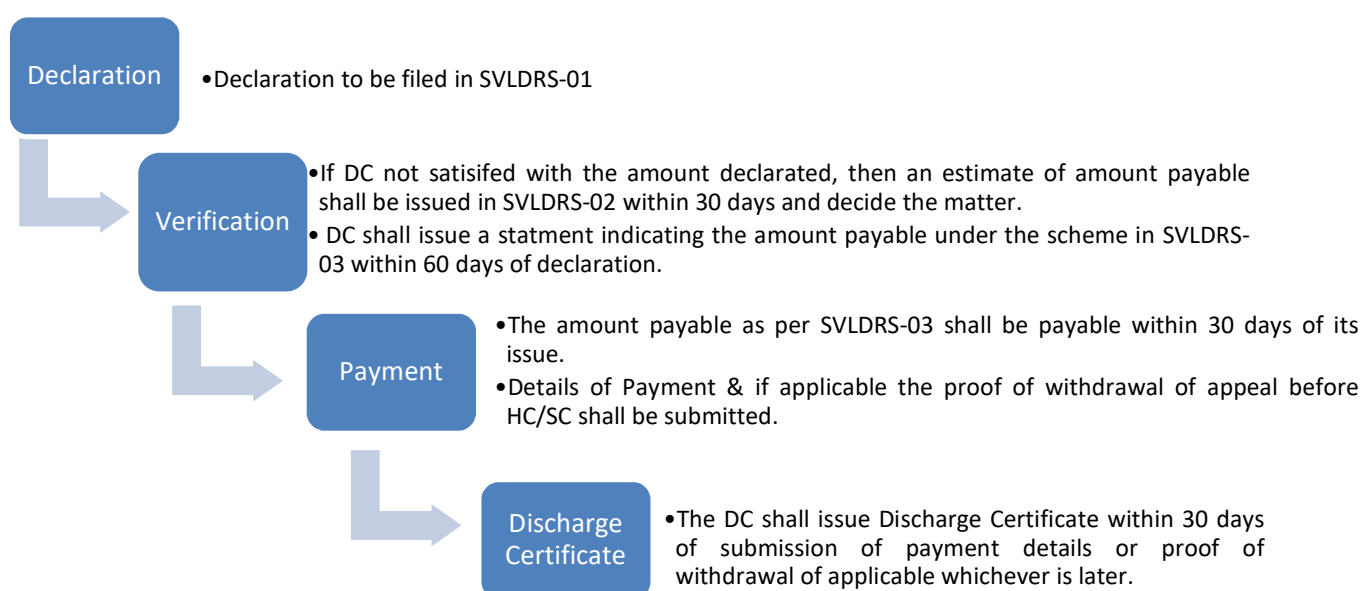 Declaration
•Declaration to be filed in SVLDRS-01
Verification
•If DC not satisifed with the amount declarated, then an estimate of amount payable
shall be issued in SVLDRS-02 within 30 days and decide the matter.
• DC shall issue a statment indicating the amount payable under the scheme in SVLDRS-
03 within 60 days of declaration.
Payment
•The amount payable as per SVLDRS-03 shall be payable within 30 days of its
issue.
•Details of Payment & if applicable the proof of withdrawal of appeal before
HC/SC shall be submitted.
Discharge
Certificate
•The DC shall issue Discharge Certificate within 30 days
of submission of payment details or proof of
withdrawal of applicable whichever is later.